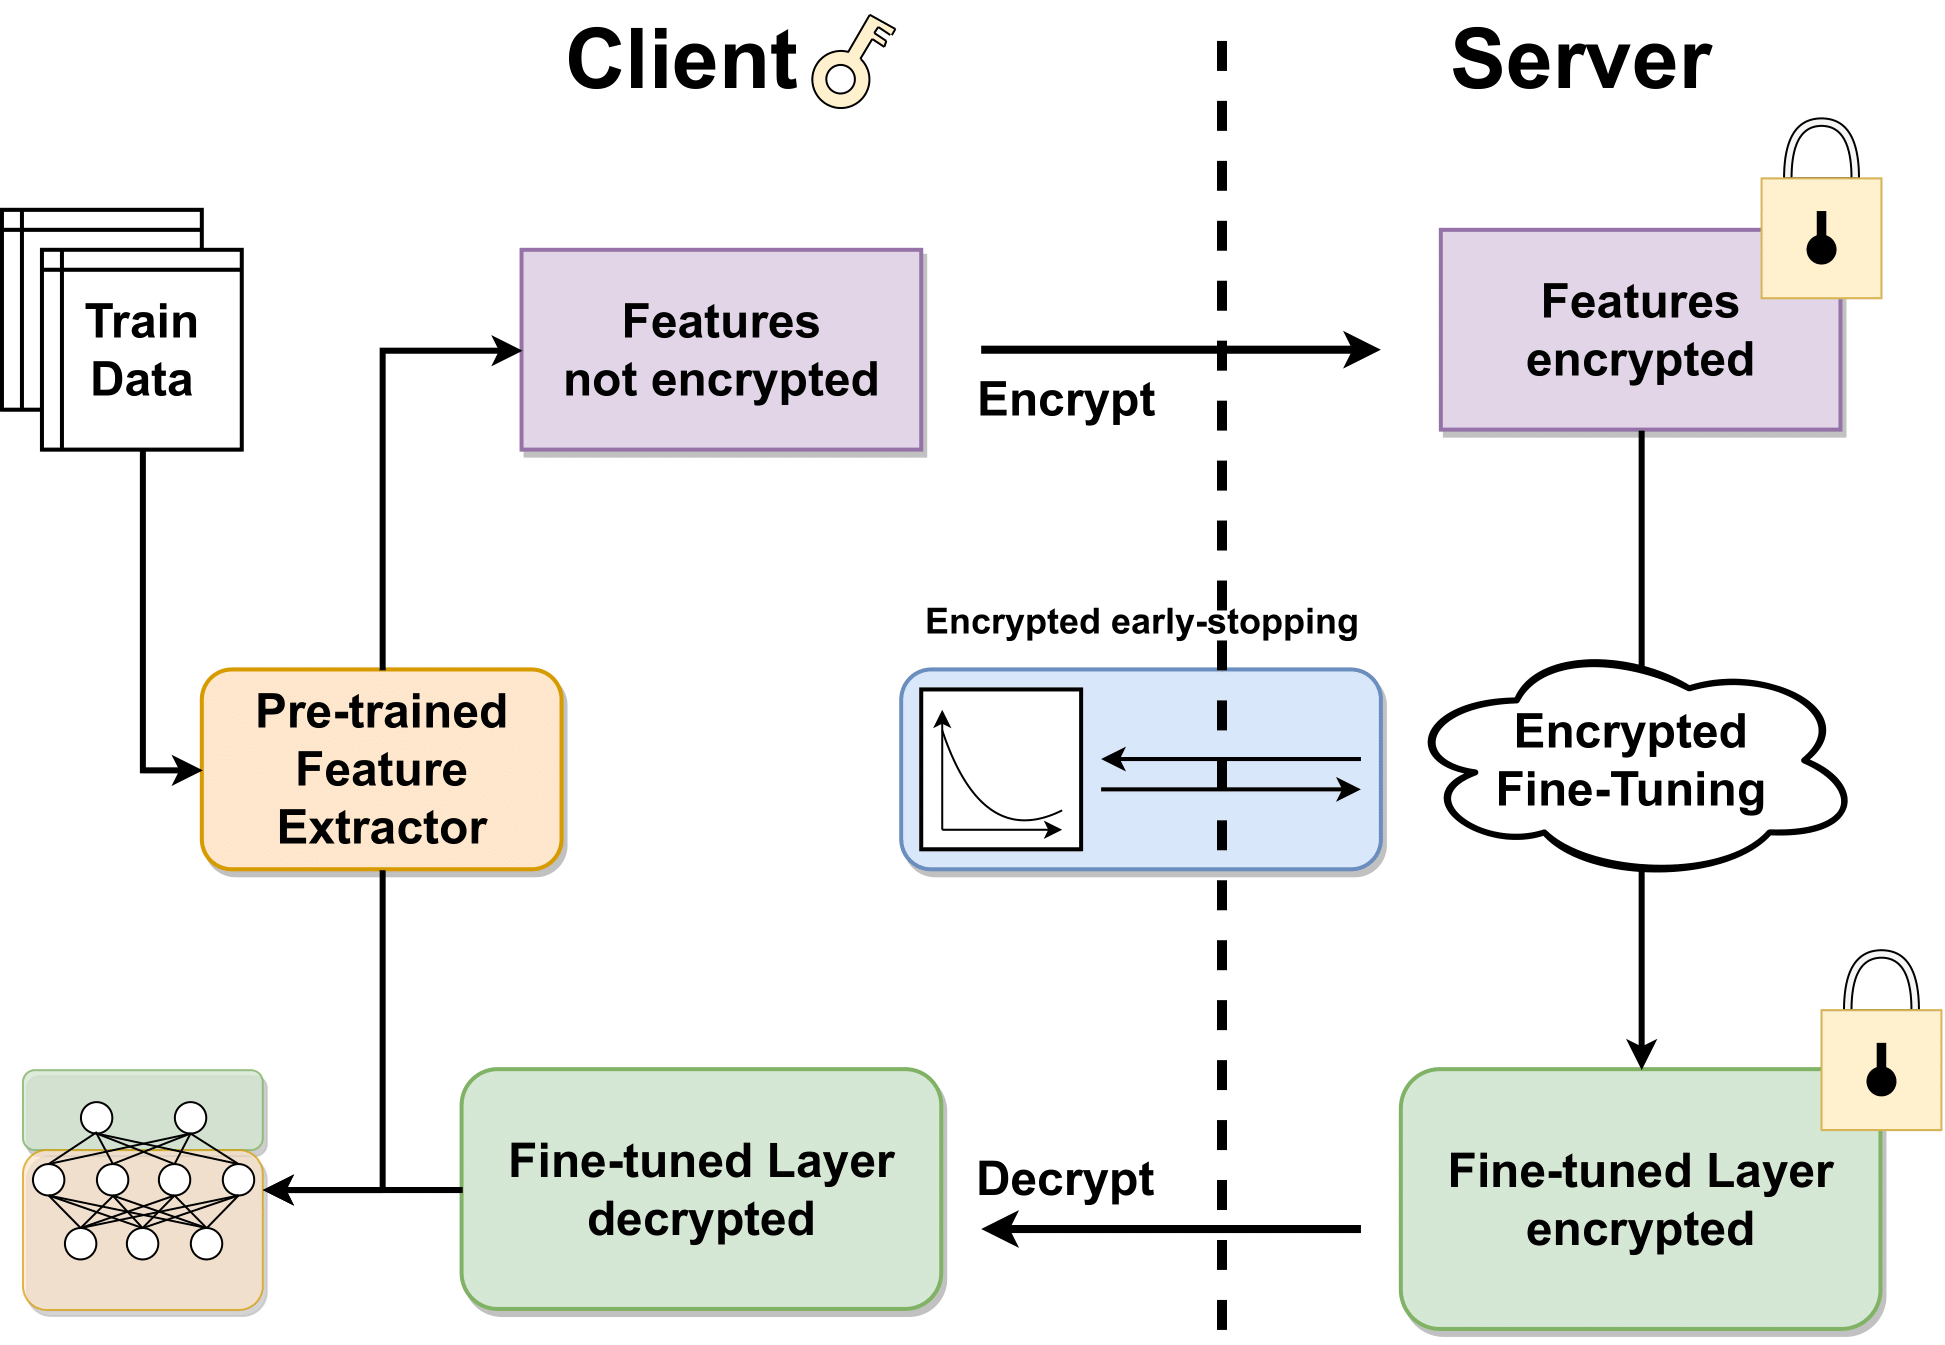 Client
Server
Train
Data
Features
not encrypted
Encrypt
Features
encrypted
Encrypted early-stopping
Pre-trained
Feature
Extractor
Encrypted
Fine-Tuning
Fine-tuned Layer
decrypted
Decrypt
Fine-tuned Layer
encrypted